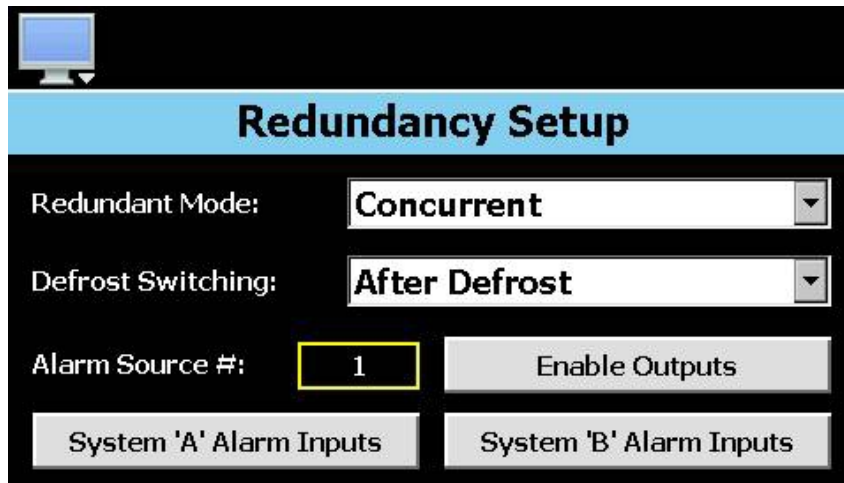 Redundancy Setup
Redundant Mode: Concurrent
Defrost Switching: After Defrost
Alarm Source #: 1 Enable Outputs
System 'A' Alarm Inputs System 'B' Alarm Inputs